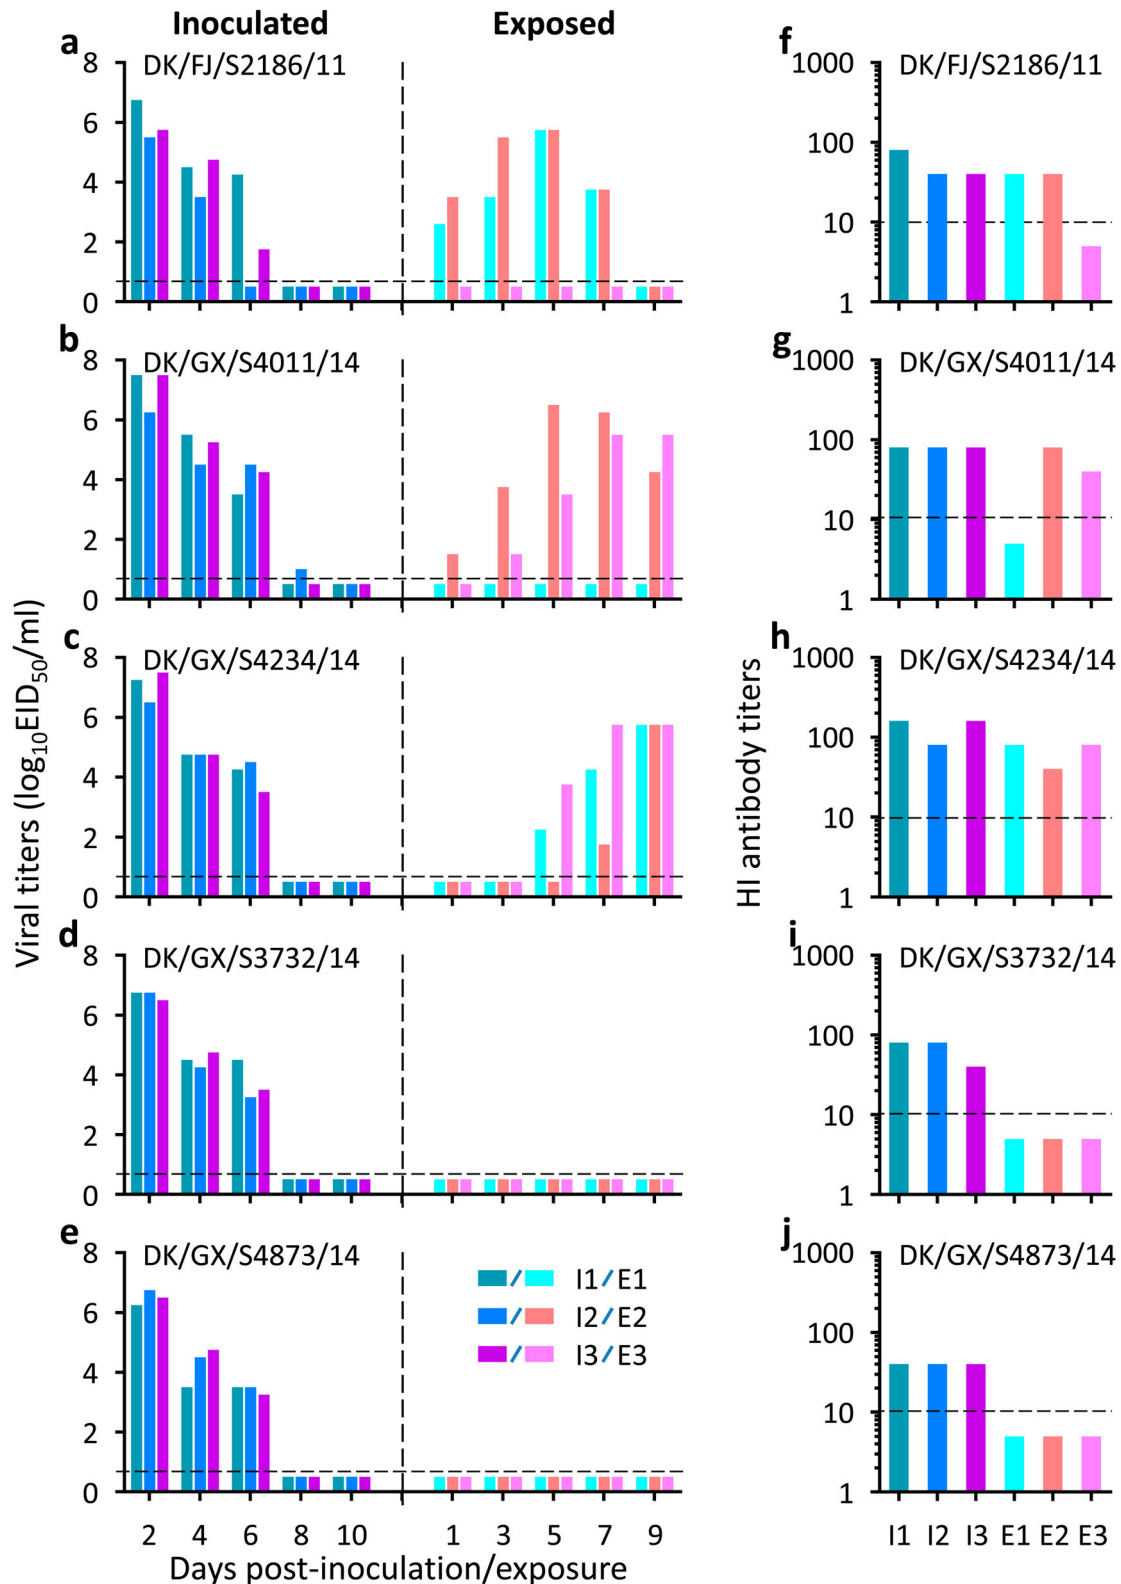 Inoculated Exposed
a
DK/FJ/S2186/11
8
6
4
2
0
f
DK/FJ/S2186/11
1000
100
10
1
b
DK/GX/S4011/14
8
6
4
2
0
g
DK/GX/S4011/14
1000
100
10
1
c
DK/GX/S4234/14
8
6
4
2
0
h
DK/GX/S4234/14
1000
100
10
1
d
DK/GX/S3732/14
8
6
4
2
0
i
DK/GX/S3732/14
1000
100
10
1
e
DK/GX/S4873/14
8
6
4
2
0
I1/E1
I2/E2
I3/E3
j
DK/GX/S4873/14
1000
100
10
1
2 4 6 8 10 1 3 5 7 9
I1 I2 I3 E1 E2 E3
Days post-inoculation/exposure
Viral titers (log10EID50/ml)
HI antibody titers